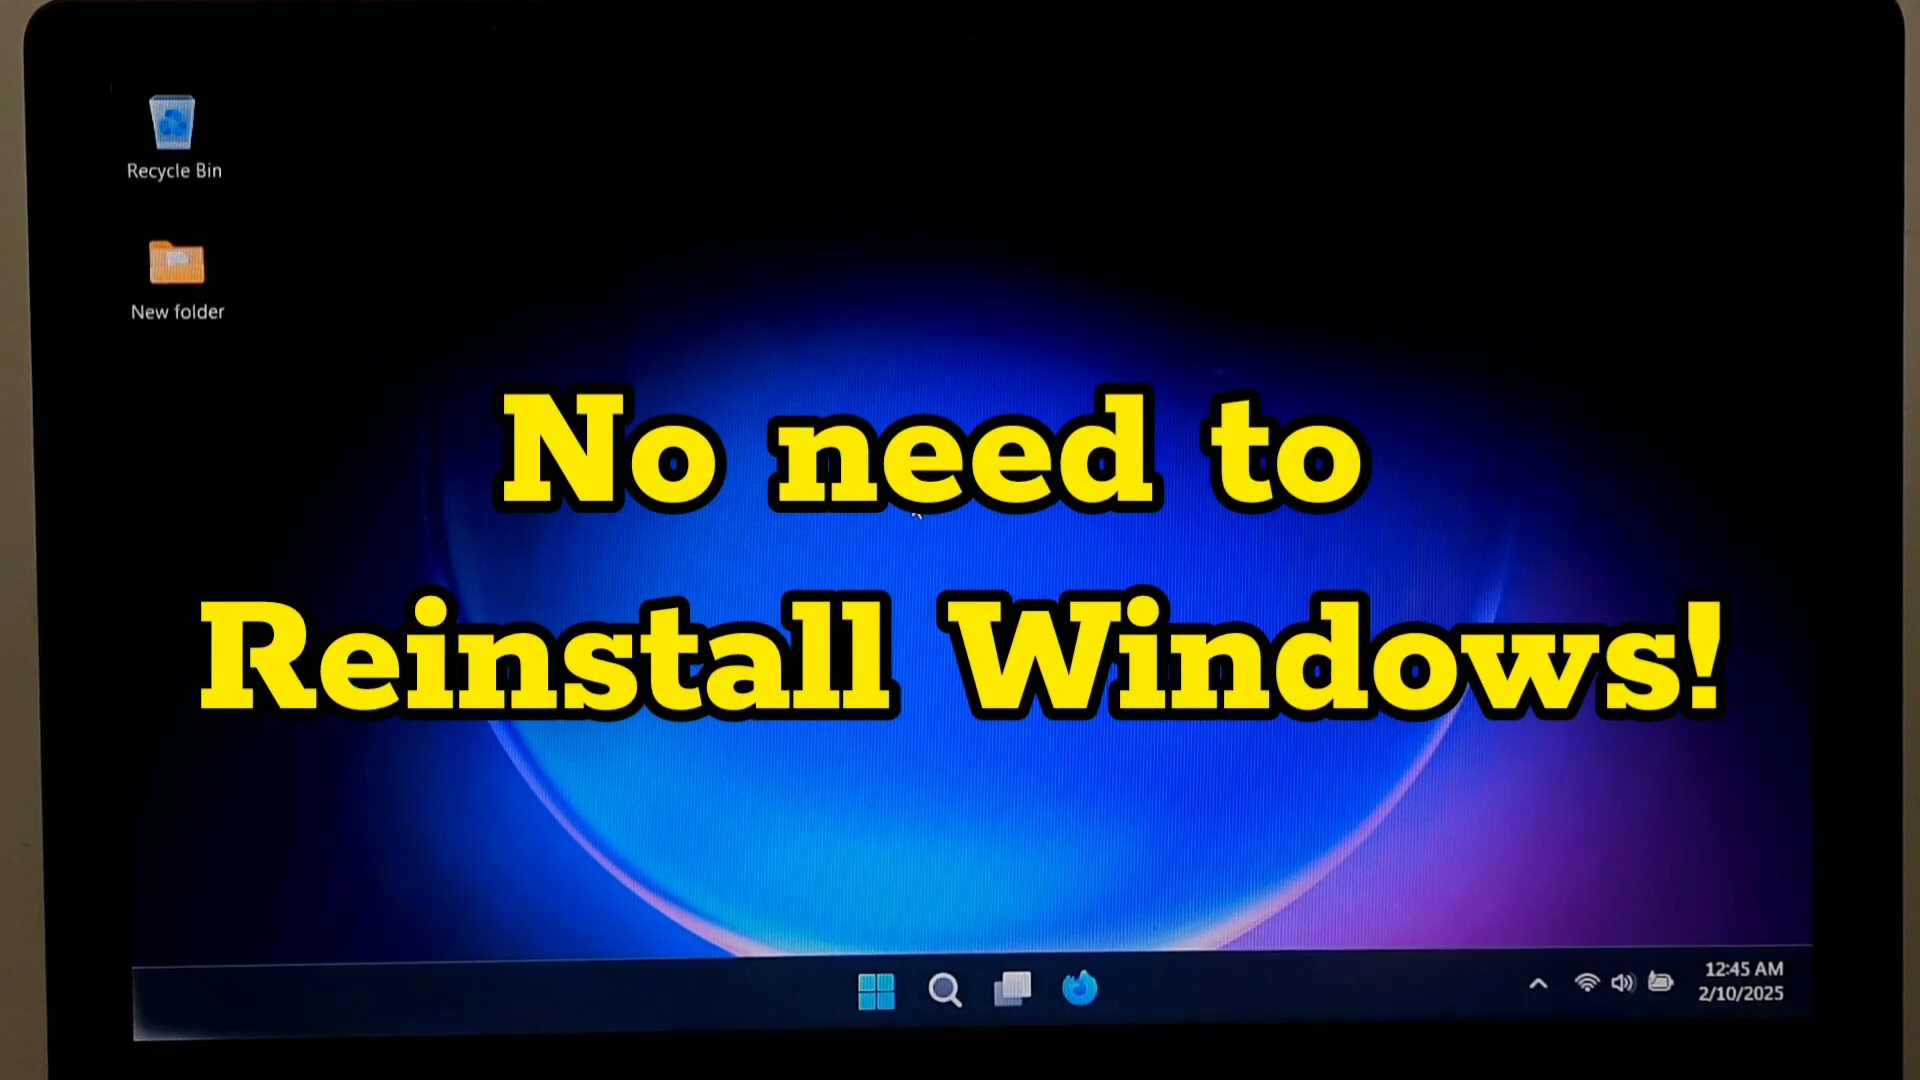 Recycle Bin
New folder
No need to
Reinstall Windows!
12:45 AM
2/10/2025